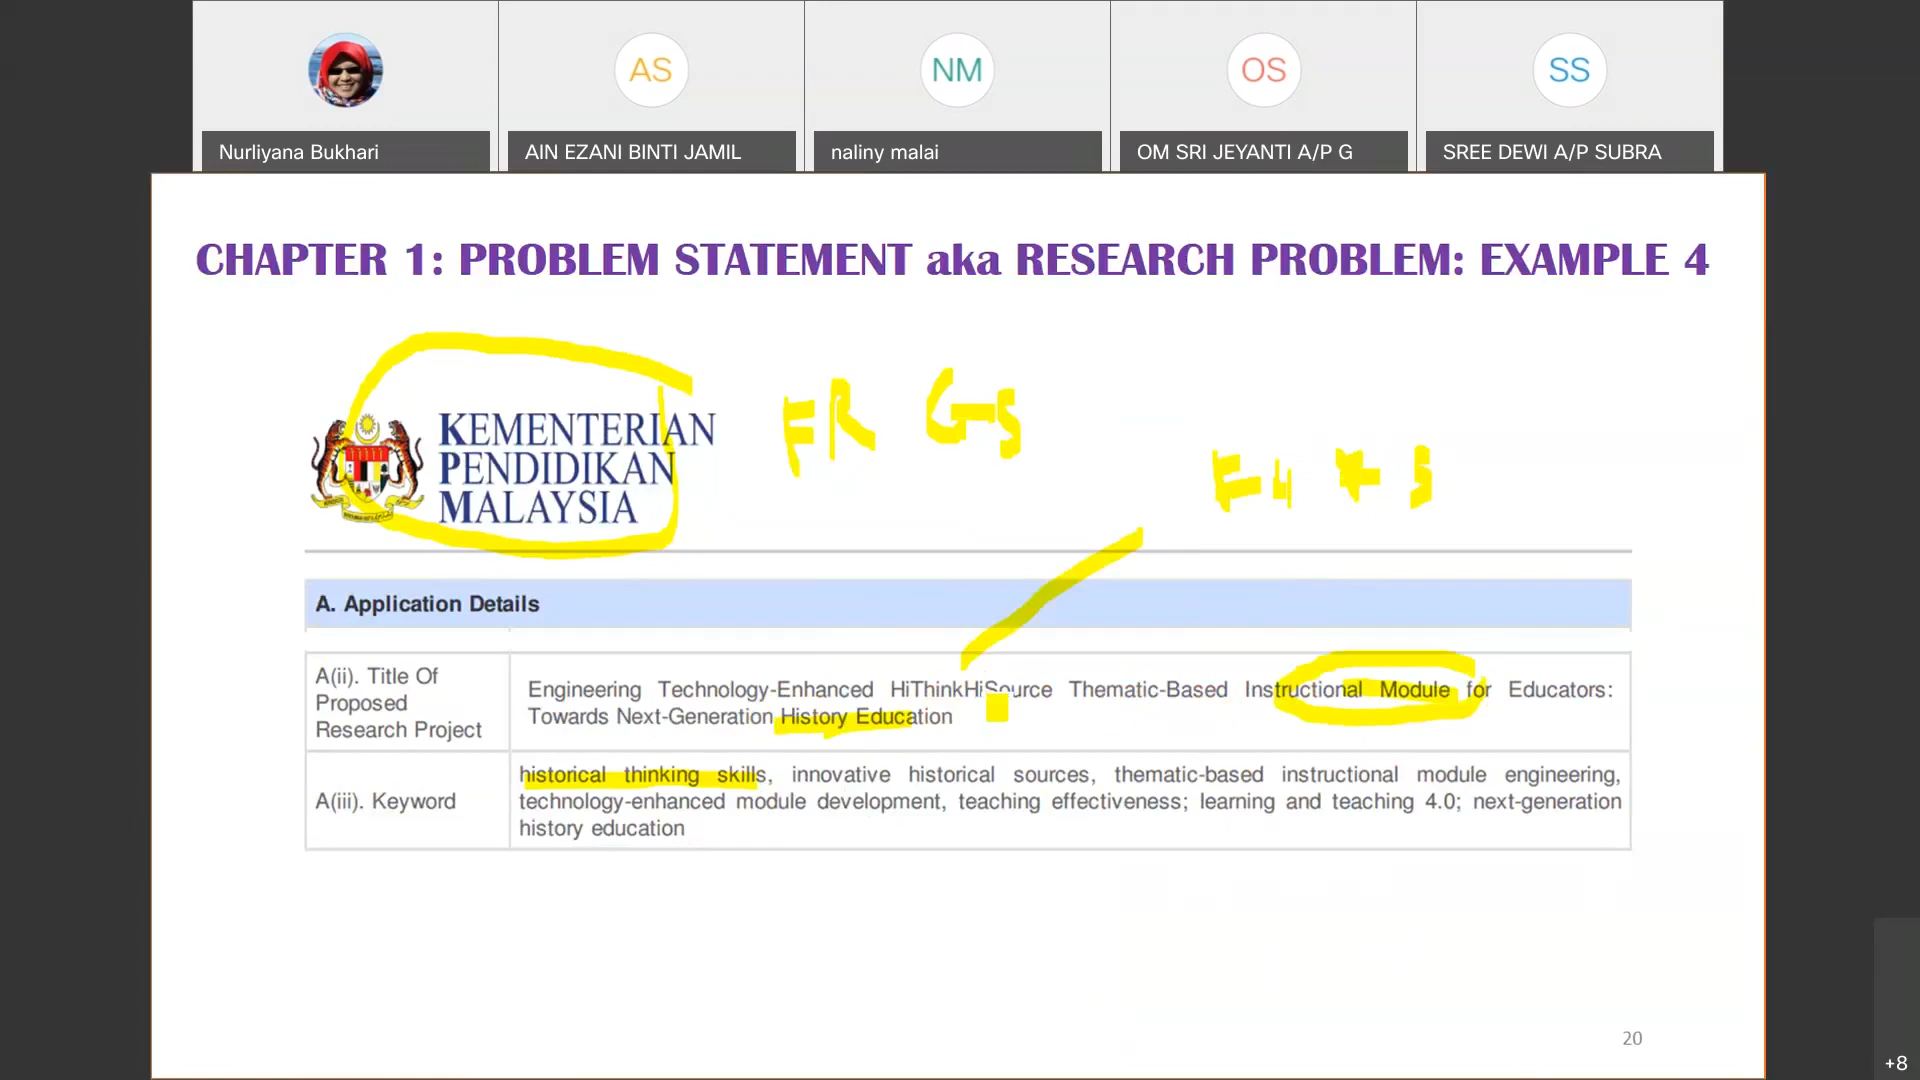 AS
NM
OS
SS
Nurliyana Bukhari
AIN EZANI BINTI JAMIL
naliny malai
OM SRI JEYANTI A/P G
SREE DEWI A/P SUBRA
CHAPTER 1: PROBLEM STATEMENT aka RESEARCH PROBLEM: EXAMPLE 4
KEMENTERIAN
PENDIDIKAN
MALAYSIA
FR GS
F4 & 5
A. Application Details
A(ii). Title Of
Proposed
Research Project
Engineering Technology-Enhanced HiThinkHiSource Thematic-Based Instructional Module for Educators:
Towards Next-Generation History Education
A(iii). Keyword
historical thinking skills, innovative historical sources, thematic-based instructional module engineering,
technology-enhanced module development, teaching effectiveness; learning and teaching 4.0; next-generation
history education
20
+8